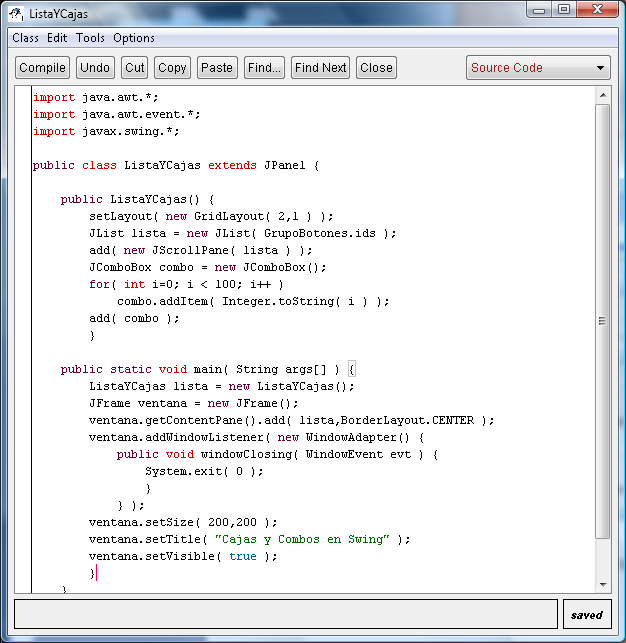 ListaYCajas
Class Edit Tools Options
Compile Undo Cut Copy Paste Find... Find Next Close Source Code
import java.awt.*;
import java.awt.event.*;
import javax.swing.*;
public class ListaYCajas extends JPanel {
public ListaYCajas() {
setLayout( new GridLayout( 2,1 ) );
JList lista = new JList( GrupoBotones.ids );
add( new JScrollPane( lista ) );
JComboBox combo = new JComboBox();
for( int i=0; i < 100; i++ )
combo.addItem( Integer.toString( i ) );
add( combo );
}
public static void main( String args[] ) {
ListaYCajas lista = new ListaYCajas();
JFrame ventana = new JFrame();
ventana.getContentPane().add( lista,BorderLayout.CENTER );
ventana.addWindowListener( new WindowAdapter() {
public void windowClosing( WindowEvent evt ) {
System.exit( 0 );
}
} );
ventana.setSize( 200,200 );
ventana.setTitle( "Cajas y Combos en Swing" );
ventana.setVisible( true );
}
}
saved